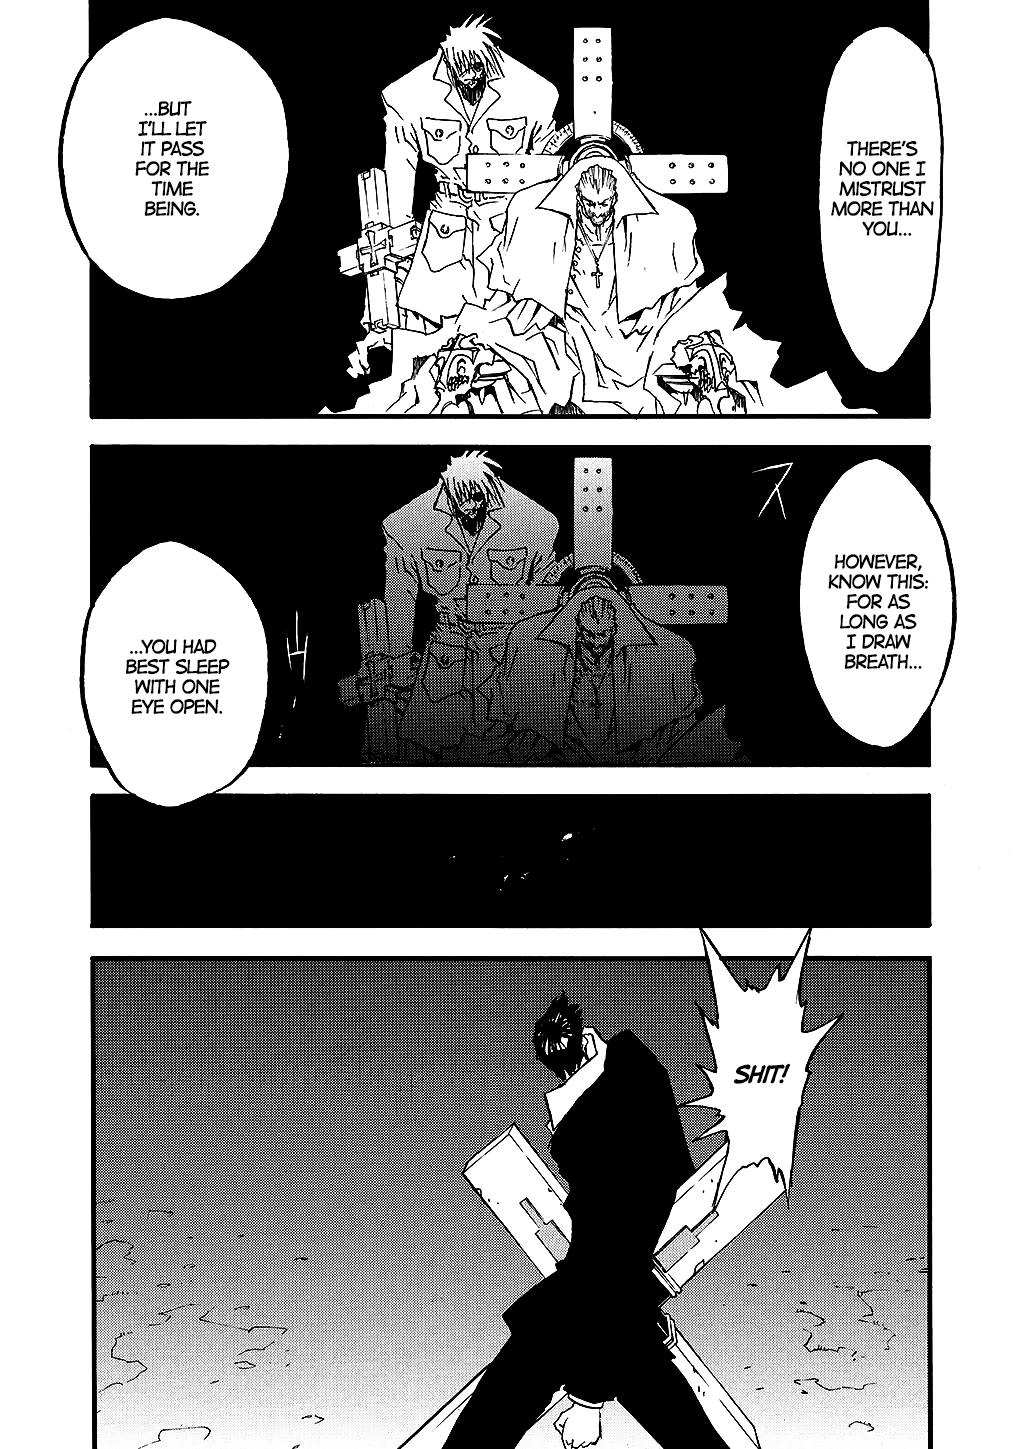 THERE'S
NO ONE I
MISTRUST
MORE THAN
YOU...
...BUT
I'LL LET
IT PASS
FOR THE
TIME
BEING.
ス
HOWEVER,
KNOW THIS:
FOR AS
LONG AS
I DRAW
BREATH...
...YOU HAD
BEST SLEEP
WITH ONE
EYE OPEN.
SHIT!